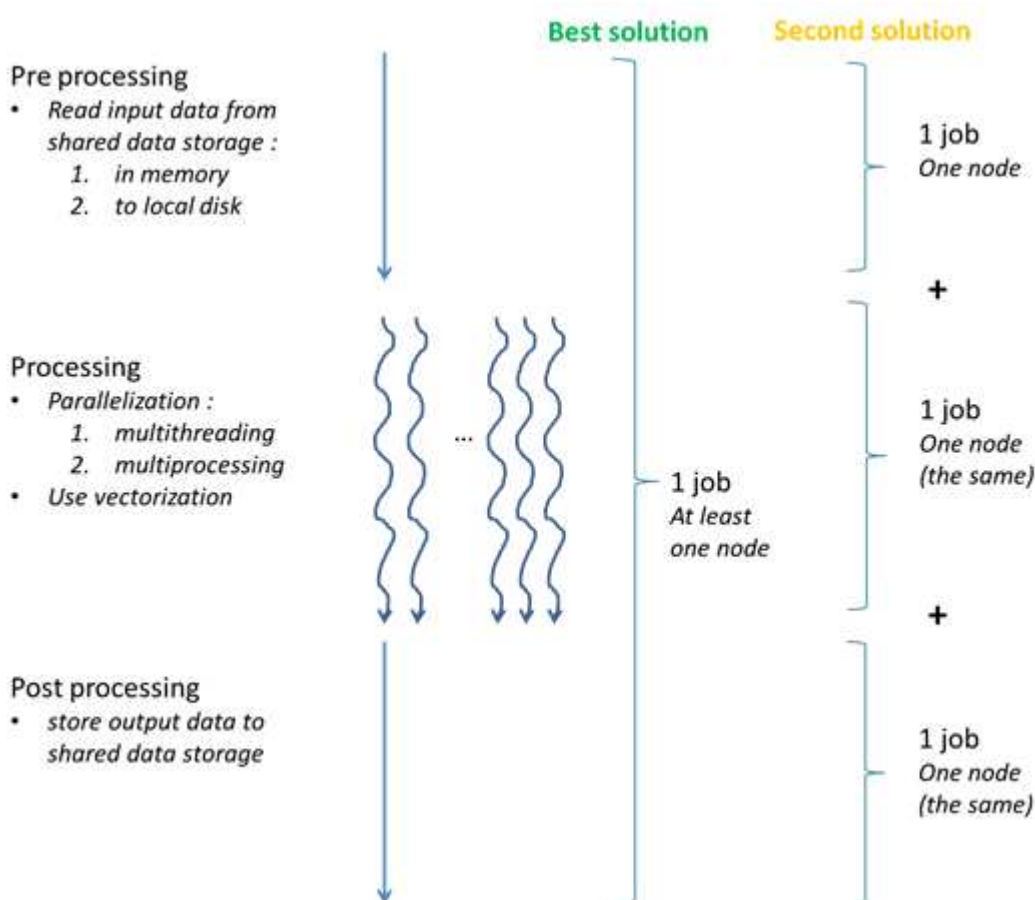 Best solution
Second solution
Pre processing
• Read input data from
shared data storage :
1. in memory
2. to local disk
1 job
One node
+
Processing
• Parallelization :
1. multithreading
2. multiprocessing
• Use vectorization
...
1 job
At least
one node
1 job
One node
(the same)
+
Post processing
• store output data to
shared data storage
1 job
One node
(the same)